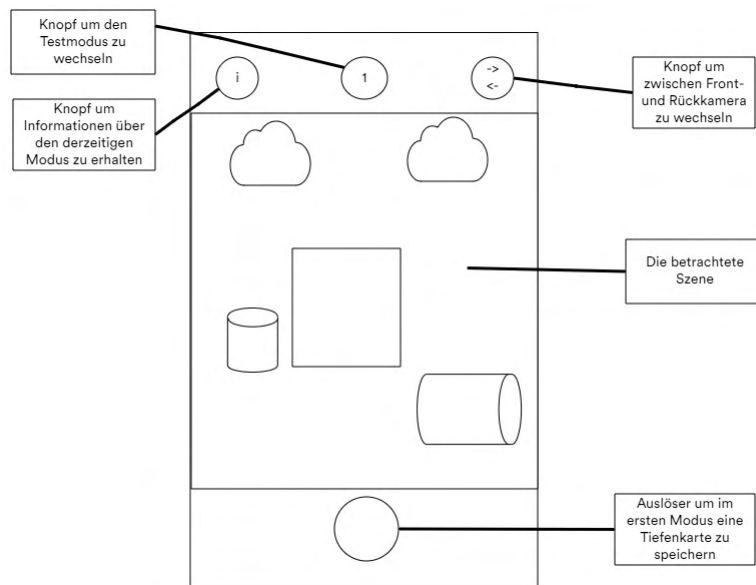 Knopf um den
Testmodus zu
wechseln
i
1
->
<-
Knopf um
zwischen Front-
und Rückkamera
zu wechseln
Knopf um
Informationen über
den derzeitigen
Modus zu erhalten
Die betrachtete
Szene
Auslöser um im
ersten Modus eine
Tiefenkarte zu
speichern